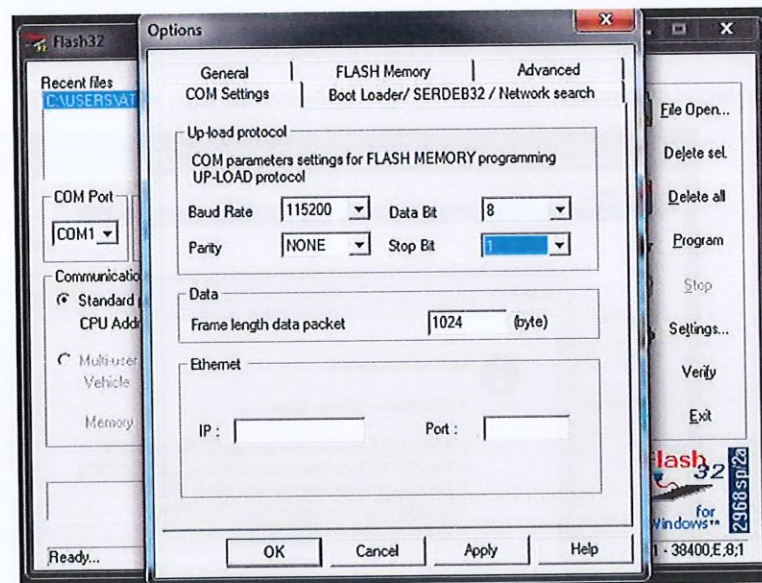 Flash32
Options
Recent files
C:\USERS\AT
General
FLASH Memory
Advanced
COM Settings
Boot Loader/ SERDEB32 / Network search
Up-load protocol
COM parameters settings for FLASH MEMORY programming
UP-LOAD protocol
Baud Rate 115200 Data Bit 8
Parity NONE Stop Bit 1
Data
Frame length data packet 1024 (byte)
Ethernet
IP : Port :
OK Cancel Apply Help
COM Port
COM1
Communicatio
Standard
CPU Addr
Multi-user
Vehicle
Memory
Ready...
File Open...
Delete sel.
Delete all
Program
Stop
Settings...
Verify
Exit
lash
32
for
Windows
2968sp/2a
1 - 38400,E,8;1